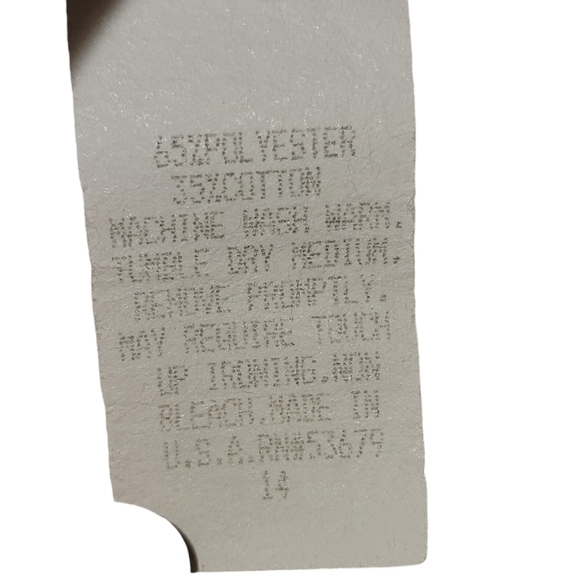 65%POLYESTER
35%COTTON
MACHINE WASH WARM,
TUMBLE DRY MEDIUM,
REMOVE PROMPTLY.
MAY REQUIRE TOUCH
UP IRONING.NON
BLEACH.MADE IN
U.S.A.RN#53679
14